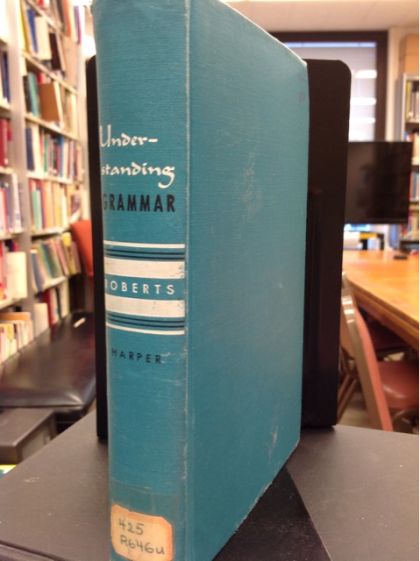 Under-
standing
GRAMMAR
ROBERTS
HARPER
425
R646u